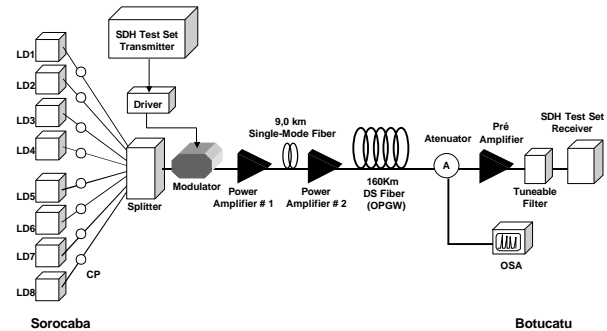 SDH Test Set
Transmitter
LD1
LD2
LD3
LD4
LD5
LD6
LD7
LD8
CP
Driver
Splitter
Modulator
Power
Amplifier # 1
9,0 km
Single-Mode Fiber
Power
Amplifier # 2
160Km
DS Fiber
(OPGW)
Atenuator
A
Pré
Amplifier
SDH Test Set
Receiver
Tuneable
Filter
OSA
Sorocaba
Botucatu